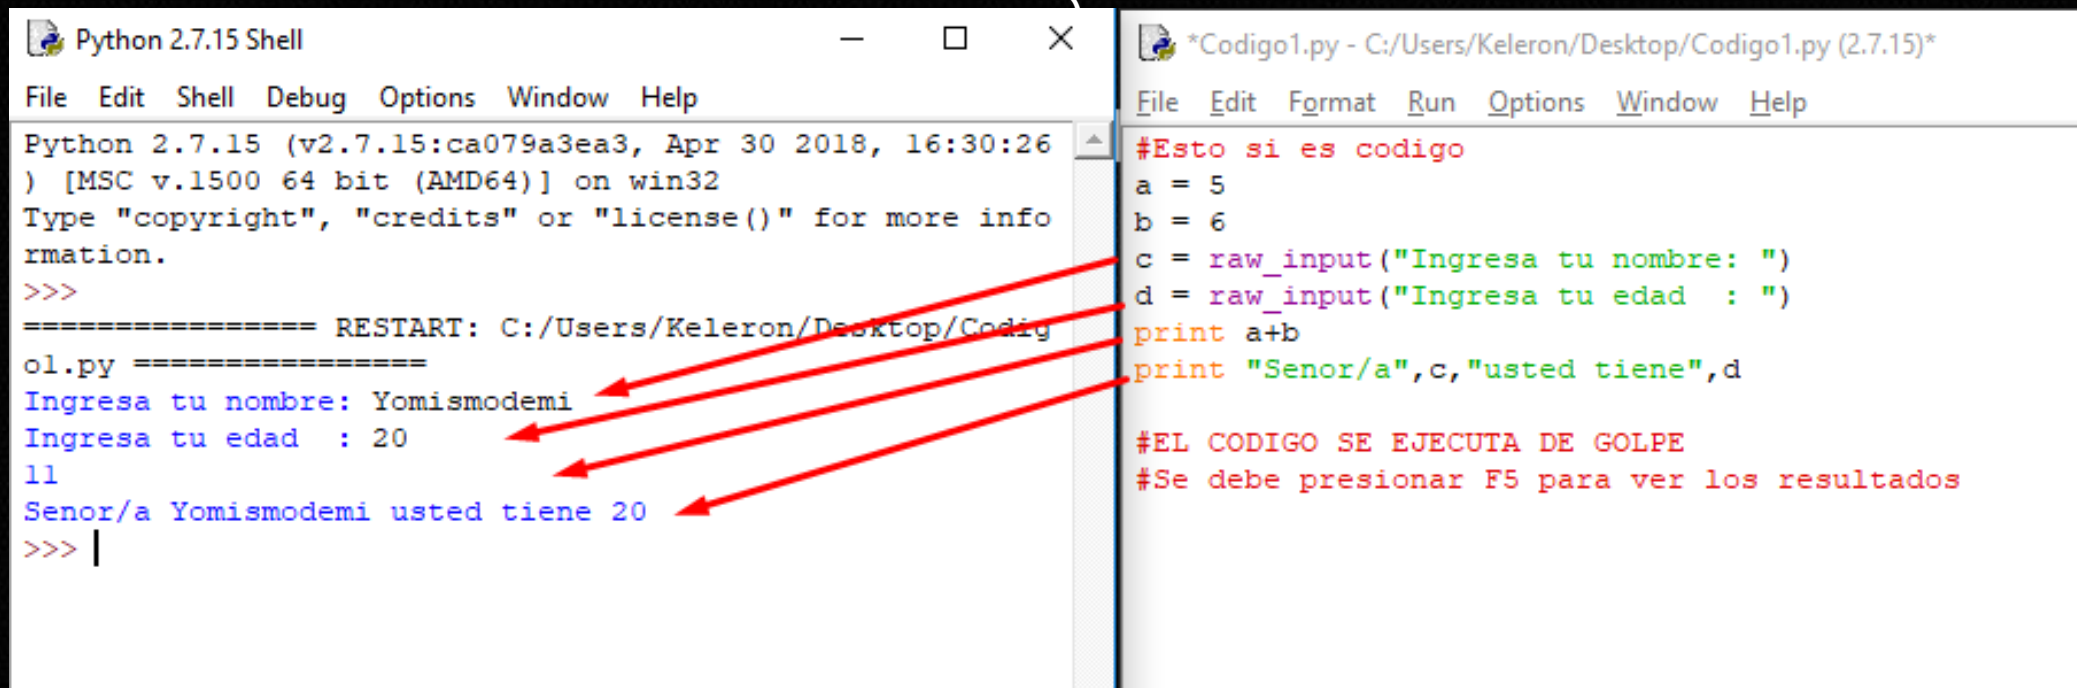 Python 2.7.15 Shell
File Edit Shell Debug Options Window Help
Python 2.7.15 (v2.7.15:ca079a3ea3, Apr 30 2018, 16:30:26
) [MSC v.1500 64 bit (AMD64)] on win32
Type "copyright", "credits" or "license()" for more info
rmation.
>>>
================ RESTART: C:/Users/Keleron/Desktop/Codig
o1.py ================
Ingresa tu nombre: Yomismodemi
Ingresa tu edad  : 20
11
Senor/a Yomismodemi usted tiene 20
>>>
*Codigo1.py - C:/Users/Keleron/Desktop/Codigo1.py (2.7.15)*
File Edit Format Run Options Window Help
#Esto si es codigo
a = 5
b = 6
c = raw_input("Ingresa tu nombre: ")
d = raw_input("Ingresa tu edad  : ")
print a+b
print "Senor/a",c,"usted tiene",d
#EL CODIGO SE EJECUTA DE GOLPE
#Se debe presionar F5 para ver los resultados